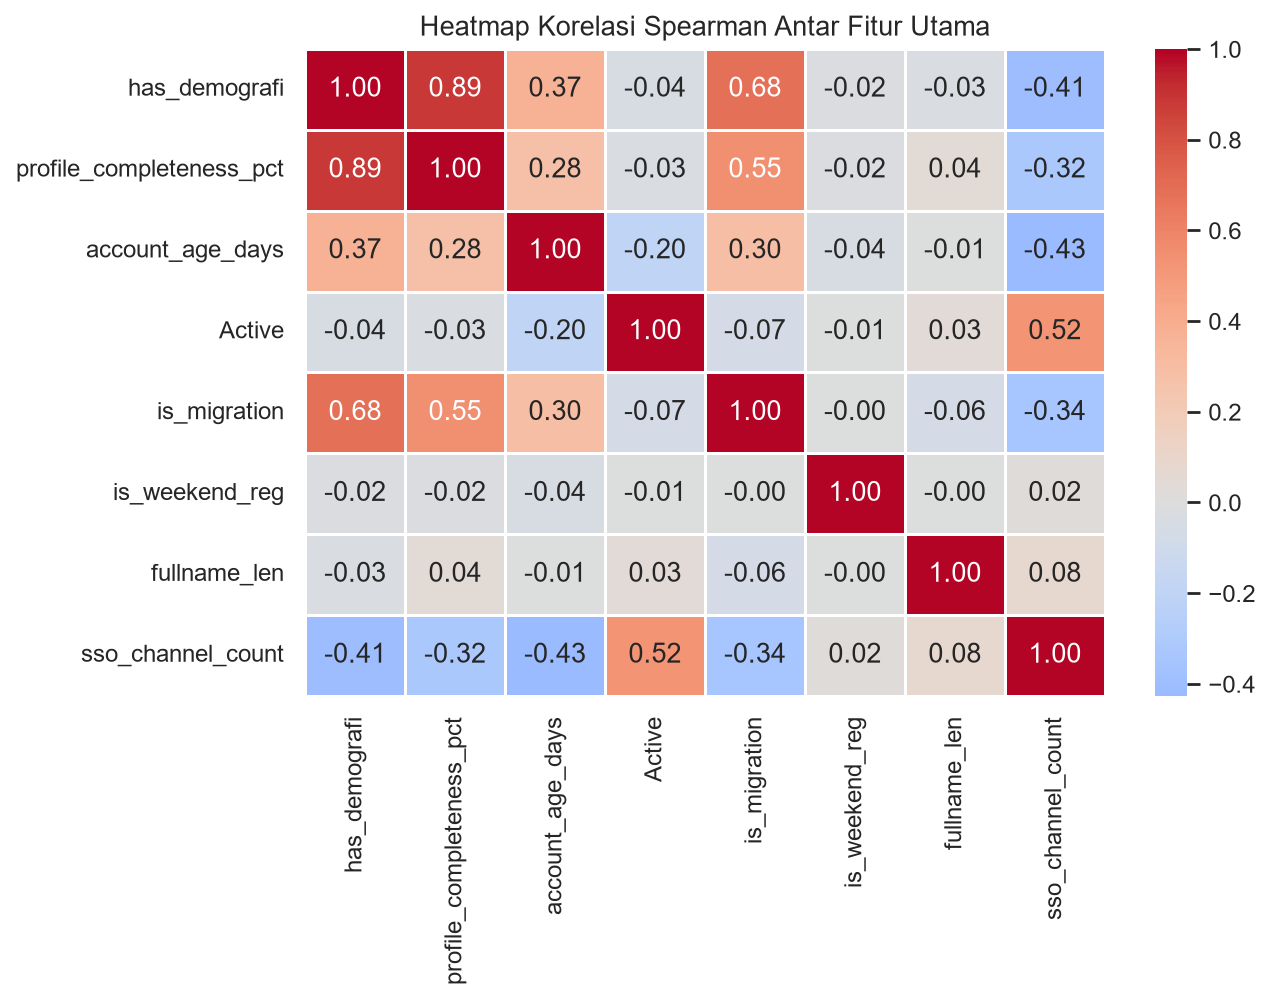 Heatmap Korelasi Spearman Antar Fitur Utama
has_demografi 1.00 0.89 0.37 -0.04 0.68 -0.02 -0.03 -0.41
profile_completeness_pct 0.89 1.00 0.28 -0.03 0.55 -0.02 0.04 -0.32
account_age_days 0.37 0.28 1.00 -0.20 0.30 -0.04 -0.01 -0.43
Active -0.04 -0.03 -0.20 1.00 -0.07 -0.01 0.03 0.52
is_migration 0.68 0.55 0.30 -0.07 1.00 -0.00 -0.06 -0.34
is_weekend_reg -0.02 -0.02 -0.04 -0.01 -0.00 1.00 -0.00 0.02
fullname_len -0.03 0.04 -0.01 0.03 -0.06 -0.00 1.00 0.08
sso_channel_count -0.41 -0.32 -0.43 0.52 -0.34 0.02 0.08 1.00
has_demografi
profile_completeness_pct
account_age_days
Active
is_migration
is_weekend_reg
fullname_len
sso_channel_count
1.0
0.8
0.6
0.4
0.2
0.0
−0.2
−0.4